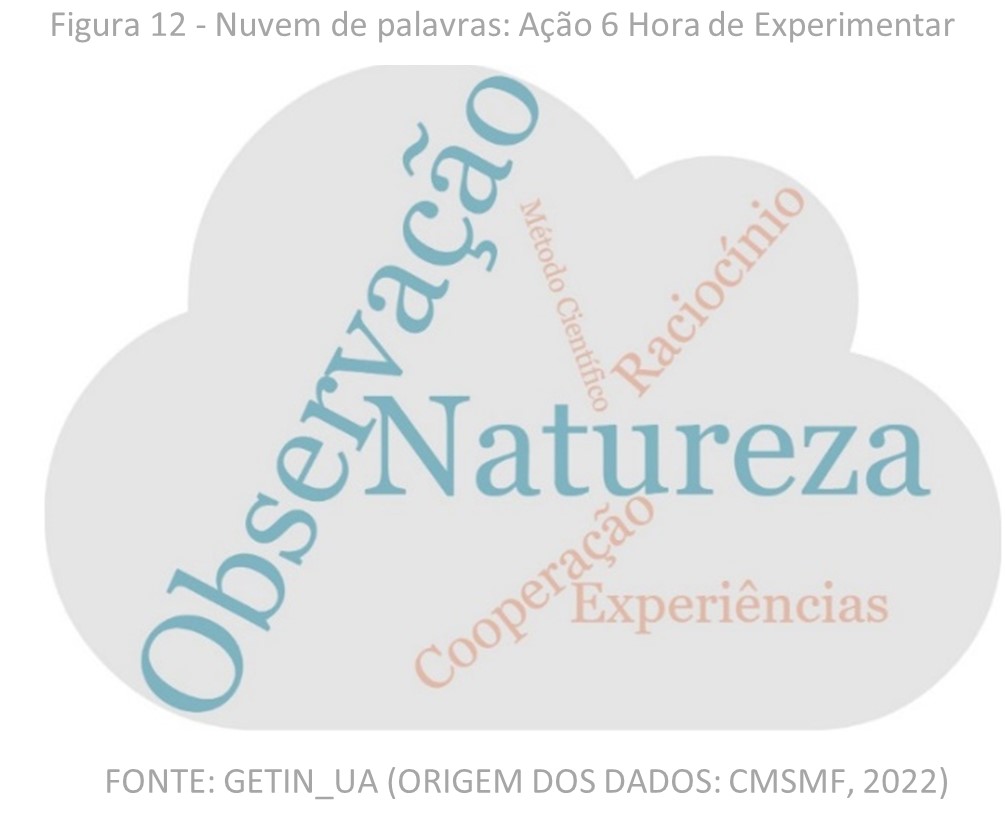 Figura 12 - Nuvem de palavras: Ação 6 Hora de Experimentar
Observação
Método Científico
Raciocínio
Natureza
Cooperação
Experiências
FONTE: GETIN_UA (ORIGEM DOS DADOS: CMSMF, 2022)